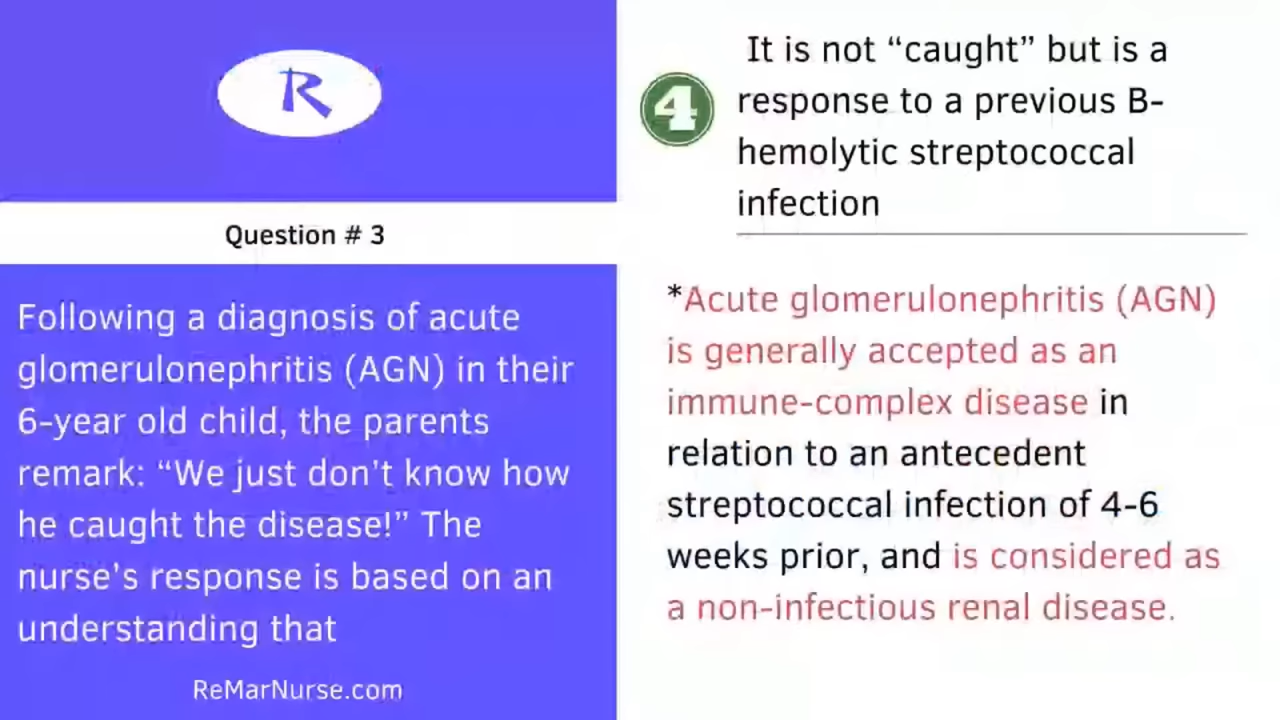 R
Question # 3
Following a diagnosis of acute
glomerulonephritis (AGN) in their
6-year old child, the parents
remark: “We just don’t know how
he caught the disease!” The
nurse’s response is based on an
understanding that
ReMarNurse.com
4
It is not “caught” but is a
response to a previous B-
hemolytic streptococcal
infection
*Acute glomerulonephritis (AGN)
is generally accepted as an
immune-complex disease in
relation to an antecedent
streptococcal infection of 4-6
weeks prior, and is considered as
a non-infectious renal disease.